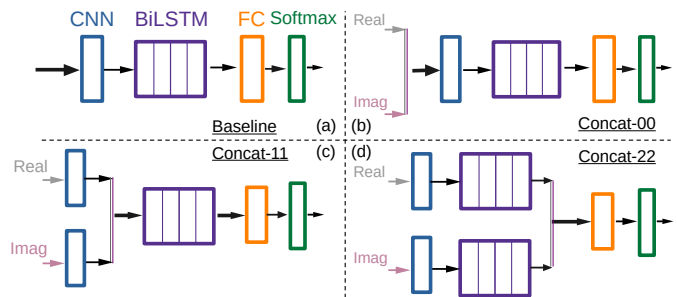 CNN BiLSTM FC Softmax
Baseline (a)
Real
Imag
(b) Concat-00
Concat-11 (c)
Real
Imag
(d) Concat-22
Real
Imag